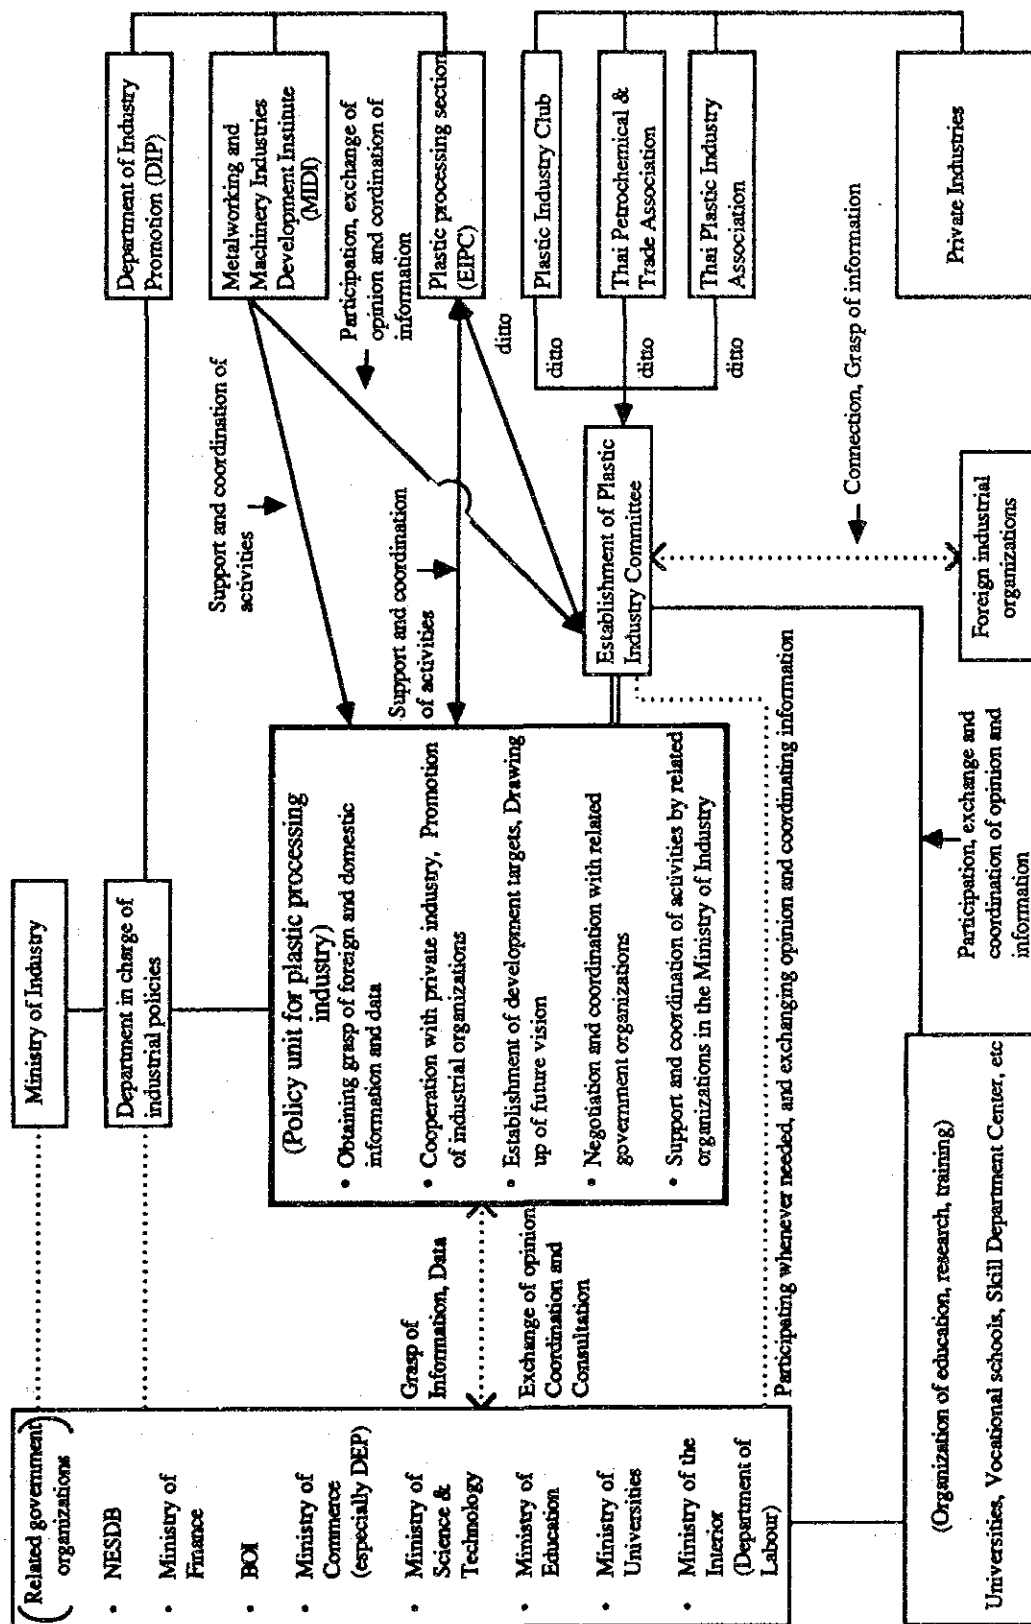 (Related government
organizations)
• NESDB
• Ministry of
Finance
• BOI
• Ministry of
Commerce
(especially DEP)
• Ministry of
Science &
Technology
• Ministry of
Education
• Ministry of
Universities
• Ministry of the
Interior
(Department of
Labour)
Ministry of Industry
Department in charge of
industrial policies
Grasp of
Information, Data
Exchange of opinion
Coordination and
Consultation
(Policy unit for plastic processing
industry)
• Obtaining grasp of foreign and domestic
information and data
• Cooperation with private industry, Promotion
of industrial organizations
• Establishment of development targets, Drawing
up of future vision
• Negotiation and coordination with related
government organizations
• Support and coordination of activities by related
organizations in the Ministry of Industry
Participating whenever needed, and exchanging opinion and coordinating information
(Organization of education, research, training)
Universities, Vocational schools, Skill Department Center, etc
Support and coordination of
activities
Support and coordination
of activities
Establishment of Plastic
Industry Committee
Participation, exchange and
coordination of opinion and
information
Foreign industrial
organizations
Connection, Grasp of information
Department of Industry
Promotion (DIP)
Metalworking and
Machinery Industries
Development Institute
(MIDI)
Participation, exchange of
opinion and cordination of
information
Plastic processing section
(EIPC)
ditto
Plastic Industry Club
ditto
Thai Petrochemical &
Trade Association
ditto
Thai Plastic Industry
Association
ditto
Private Industries